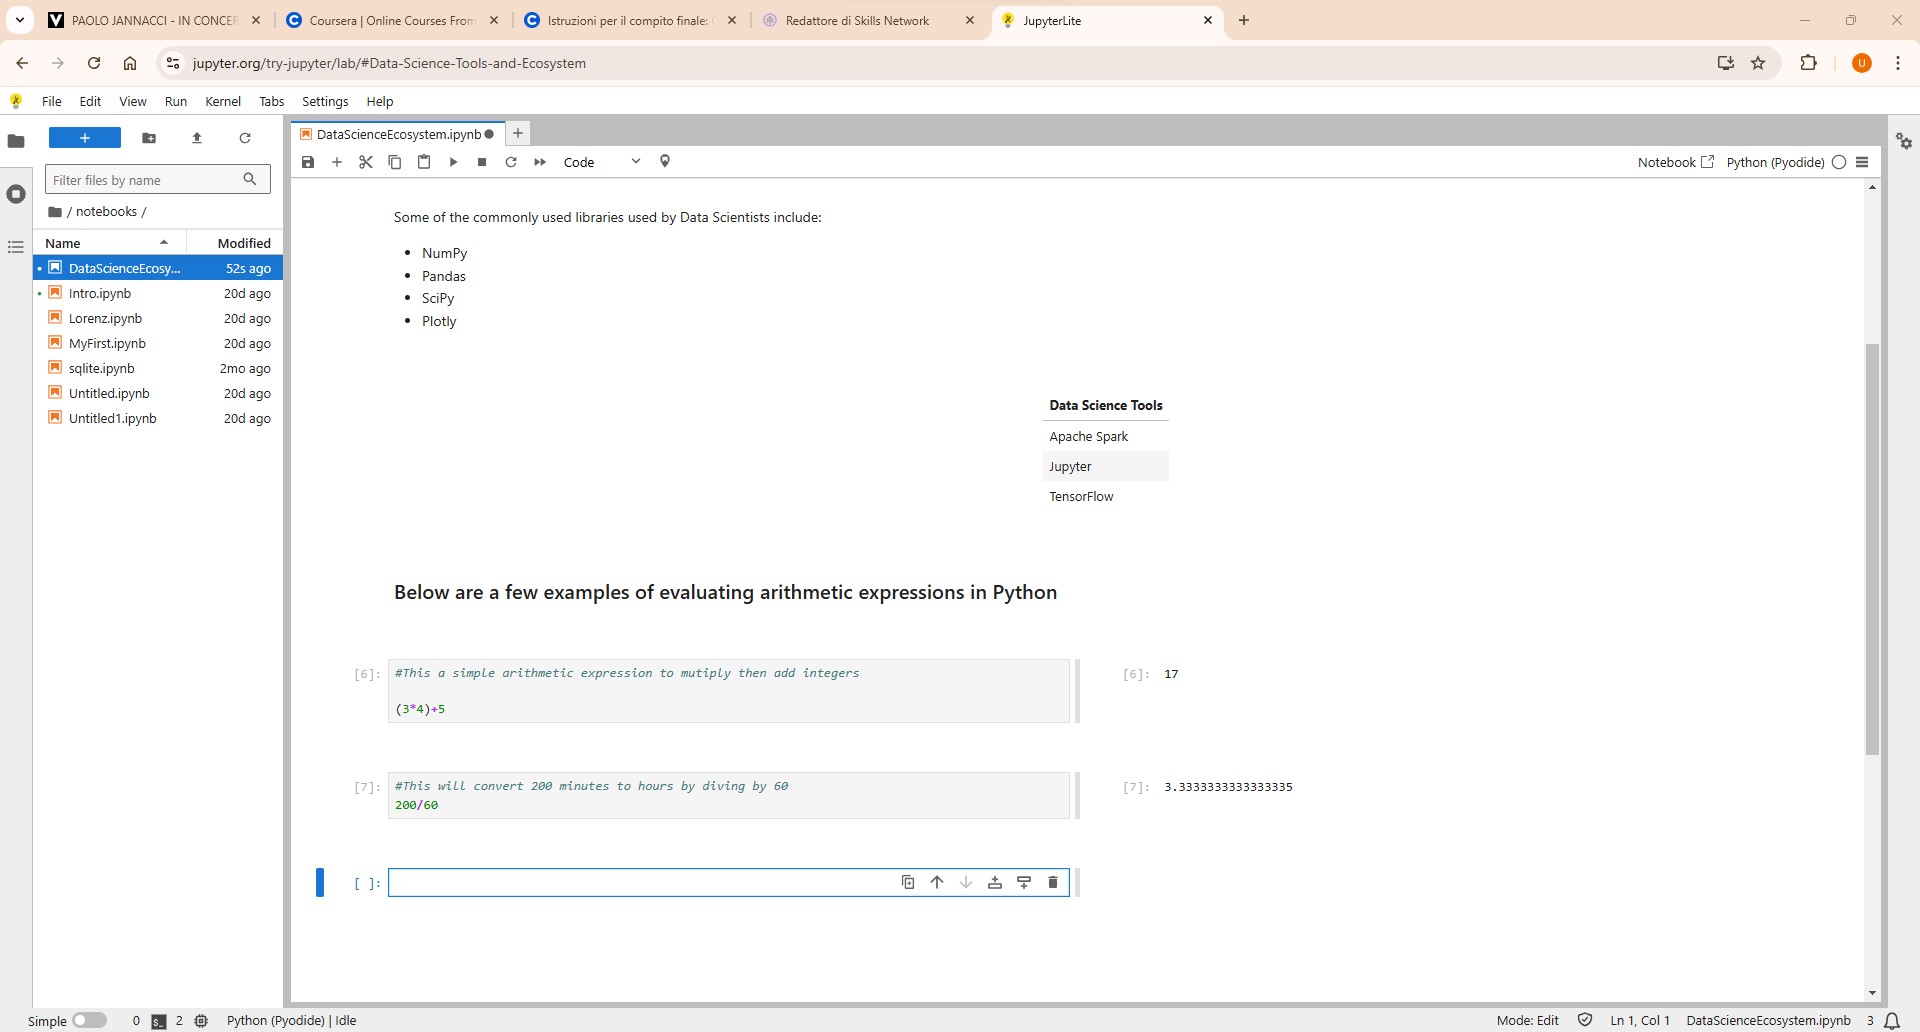 PAOLO JANNACCI - IN CONCER
Coursera | Online Courses From
Istruzioni per il compito finale:
Redattore di Skills Network
JupyterLite
jupyter.org/try-jupyter/lab/#Data-Science-Tools-and-Ecosystem
U
File Edit View Run Kernel Tabs Settings Help
DataScienceEcosystem.ipynb
Code
Notebook
Python (Pyodide)
Filter files by name
/ notebooks /
Name Modified
DataScienceEcosy... 52s ago
Intro.ipynb 20d ago
Lorenz.ipynb 20d ago
MyFirst.ipynb 20d ago
sqlite.ipynb 2mo ago
Untitled.ipynb 20d ago
Untitled1.ipynb 20d ago
Some of the commonly used libraries used by Data Scientists include:
• NumPy
• Pandas
• SciPy
• Plotly
Data Science Tools
Apache Spark
Jupyter
TensorFlow
Below are a few examples of evaluating arithmetic expressions in Python
[6]: #This a simple arithmetic expression to mutiply then add integers
(3*4)+5
[6]: 17
[7]: #This will convert 200 minutes to hours by diving by 60
200/60
[7]: 3.3333333333333335
[ ]:
Simple 0 2 Python (Pyodide) | Idle
Mode: Edit Ln 1, Col 1 DataScienceEcosystem.ipynb 3